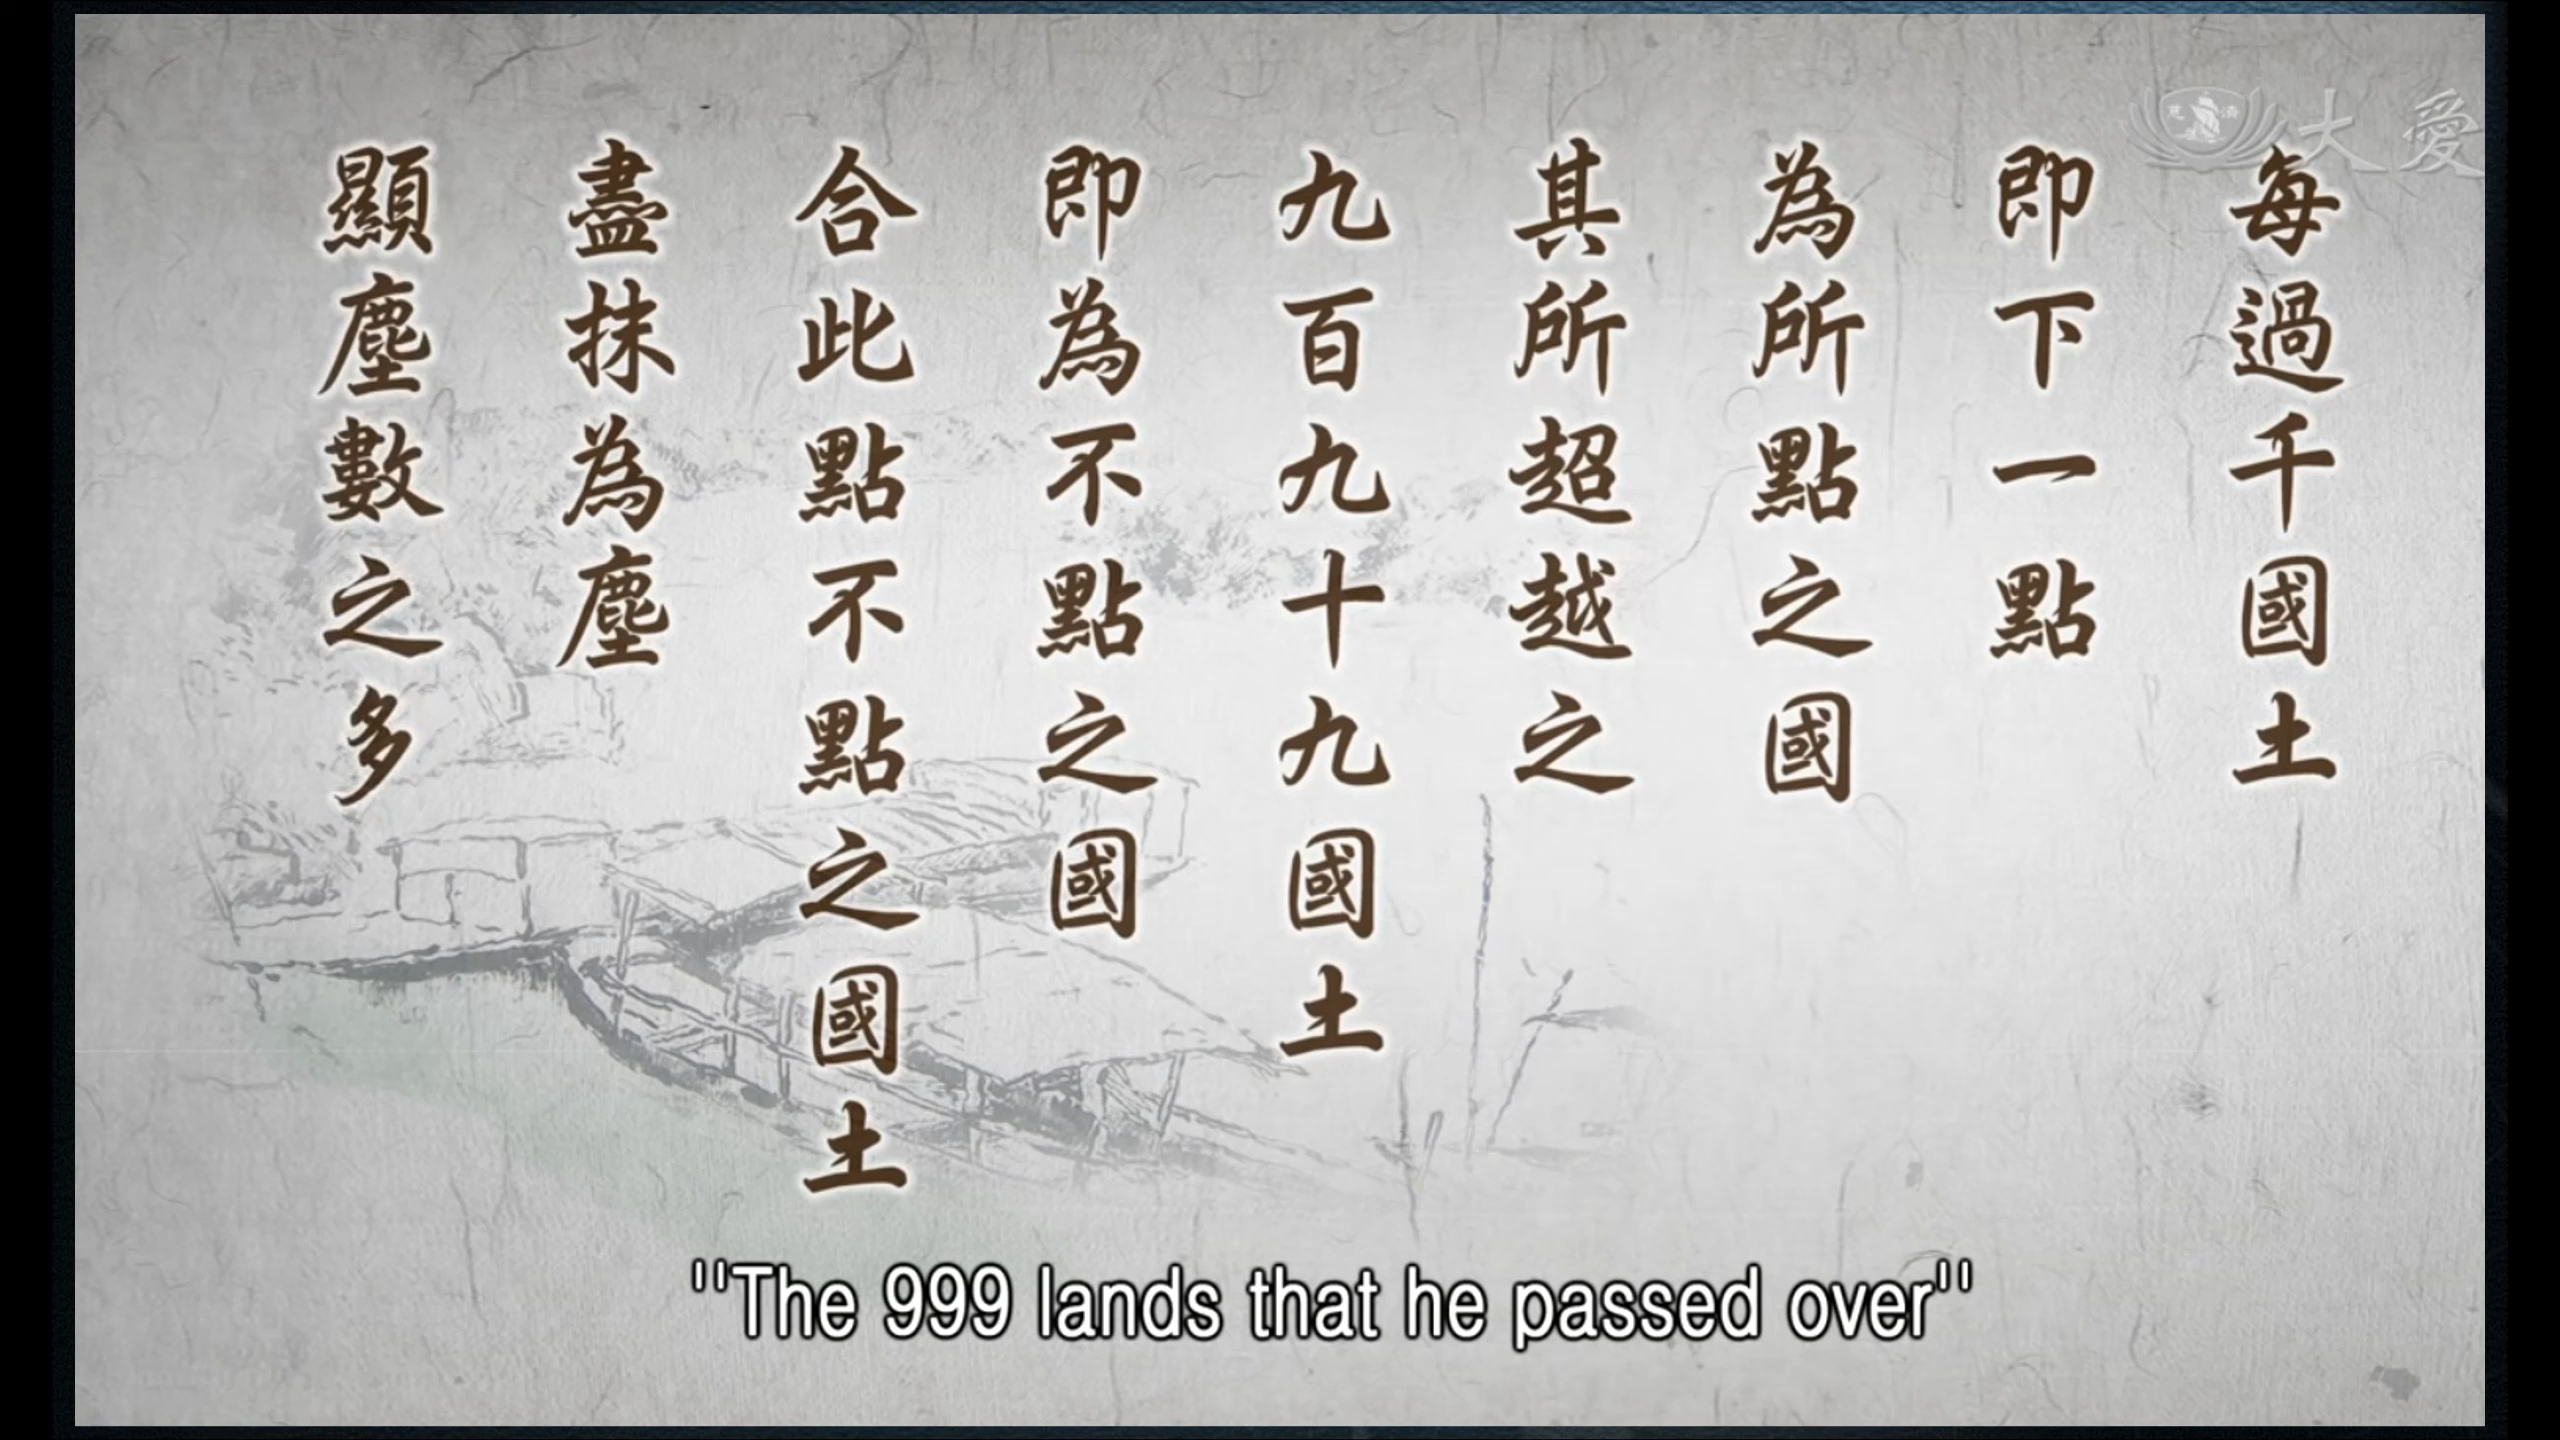 每過千國土
即下一點
為所點之國
其所超越之
九百九十九國土
即為不點之國
合此點不點之國土
盡抹為塵
顯塵數之多
大愛
"The 999 lands that he passed over"